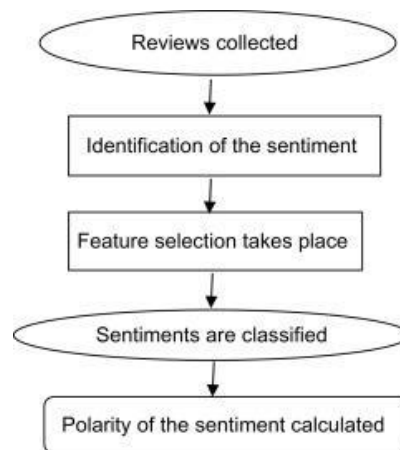 Reviews collected
Identification of the sentiment
Feature selection takes place
Sentiments are classified
Polarity of the sentiment calculated